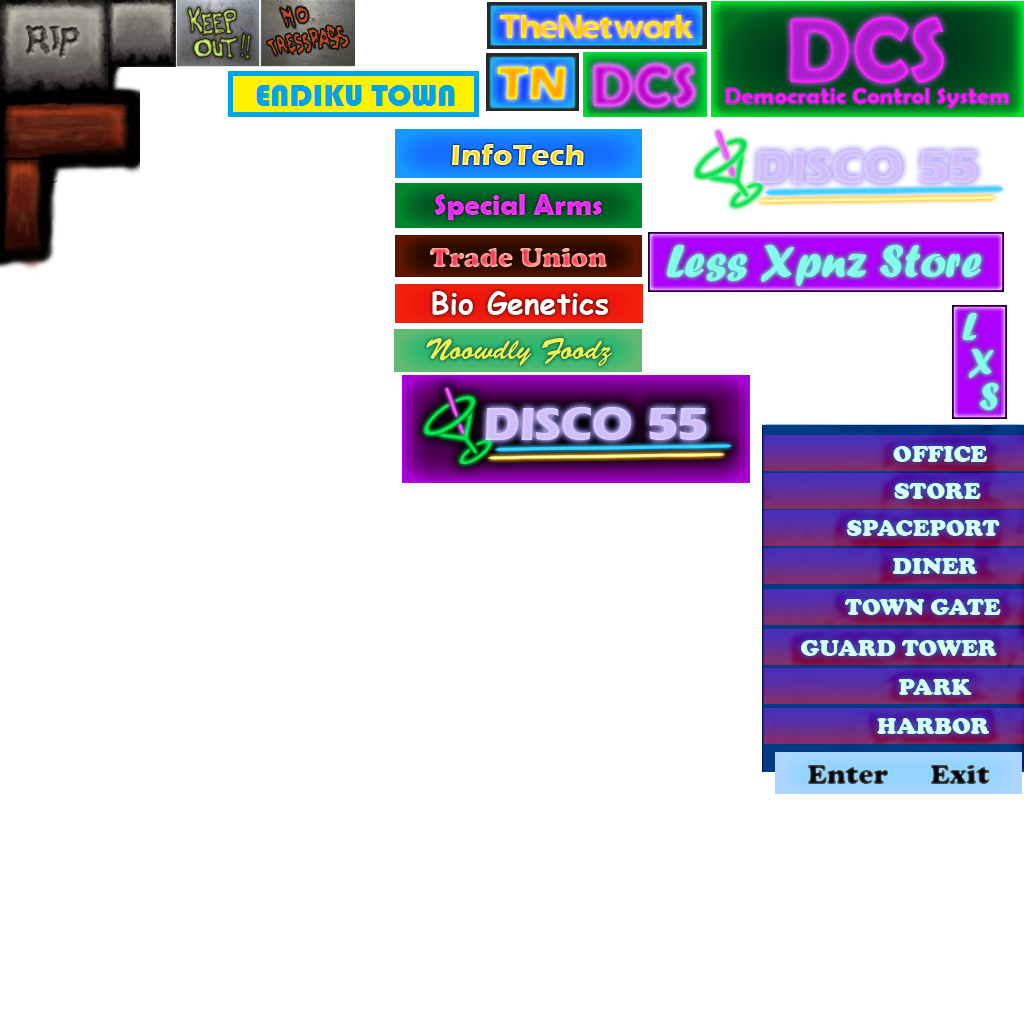 RIP
KEEP
OUT!!
NO
TRESSPASS
TheNetwork
TN
DCS
DCS
Democratic Control System
ENDIKU TOWN
InfoTech
Special Arms
Trade Union
Bio Genetics
Noowdly Foodz
DISCO 55
Less Xpnz Store
L
X
S
DISCO 55
OFFICE
STORE
SPACEPORT
DINER
TOWN GATE
GUARD TOWER
PARK
HARBOR
Enter Exit